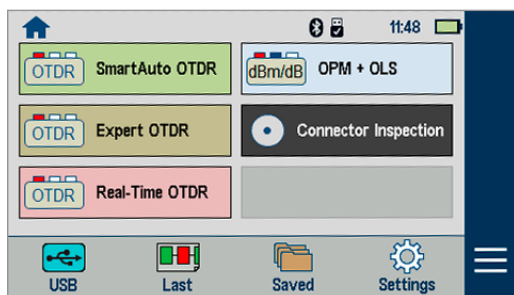 11:48
OTDR SmartAuto OTDR
dBm/dB OPM + OLS
OTDR Expert OTDR
Connector Inspection
OTDR Real-Time OTDR
USB
Last
Saved
Settings